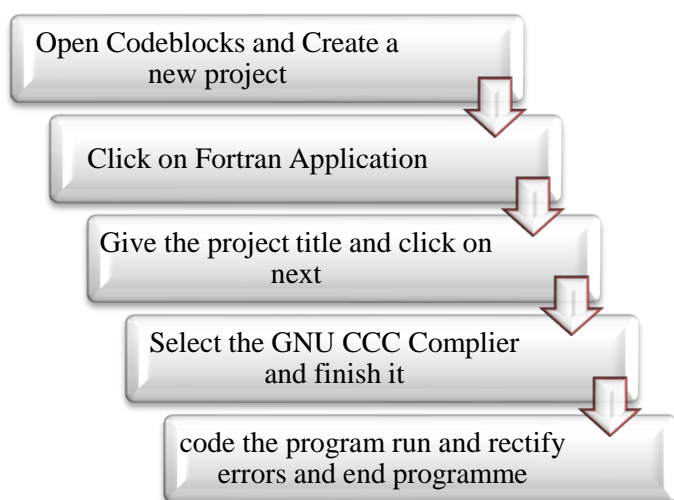 Open Codeblocks and Create a
new project
Click on Fortran Application
Give the project title and click on
next
Select the GNU CCC Complier
and finish it
code the program run and rectify
errors and end programme